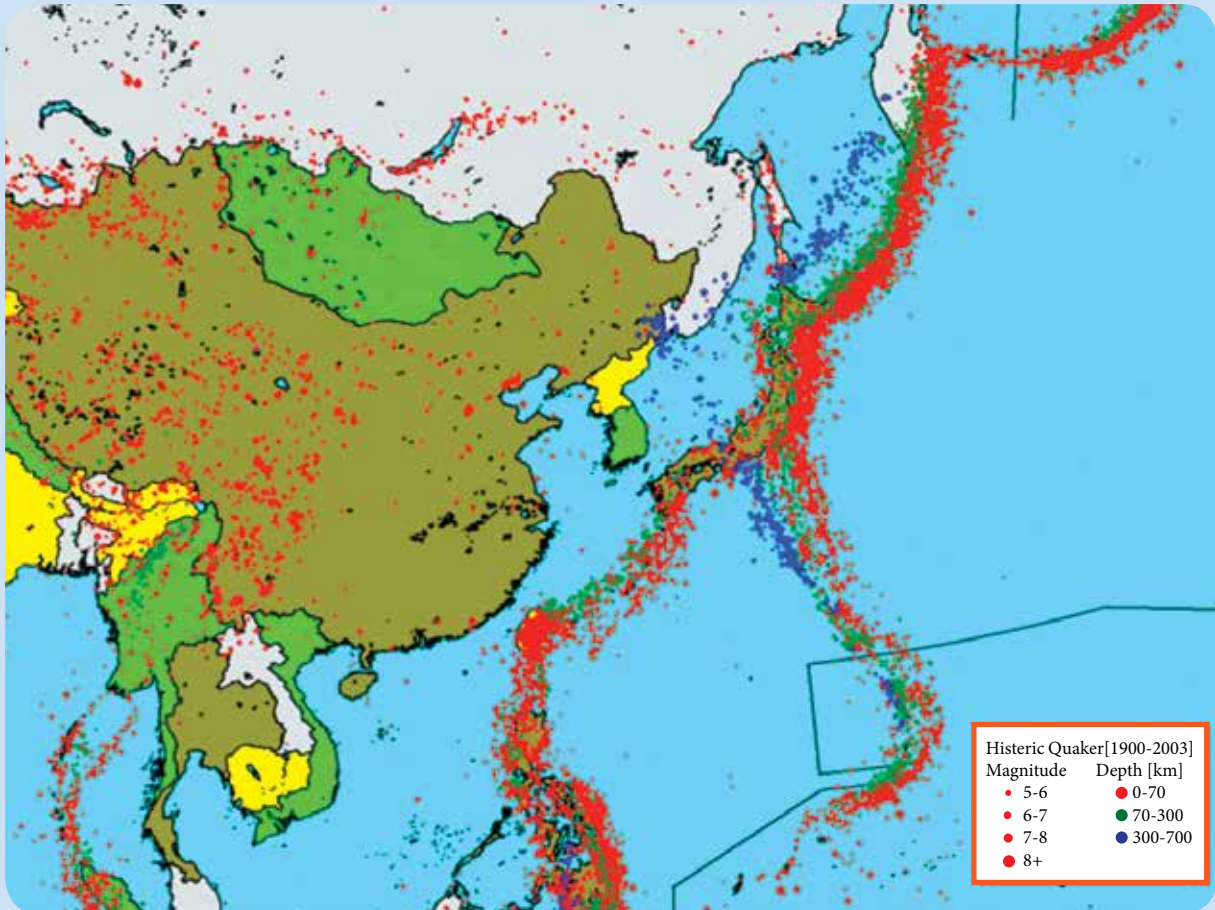 Histeric Quaker[1900-2003]
Magnitude Depth [km]
5-6 0-70
6-7 70-300
7-8 300-700
8+